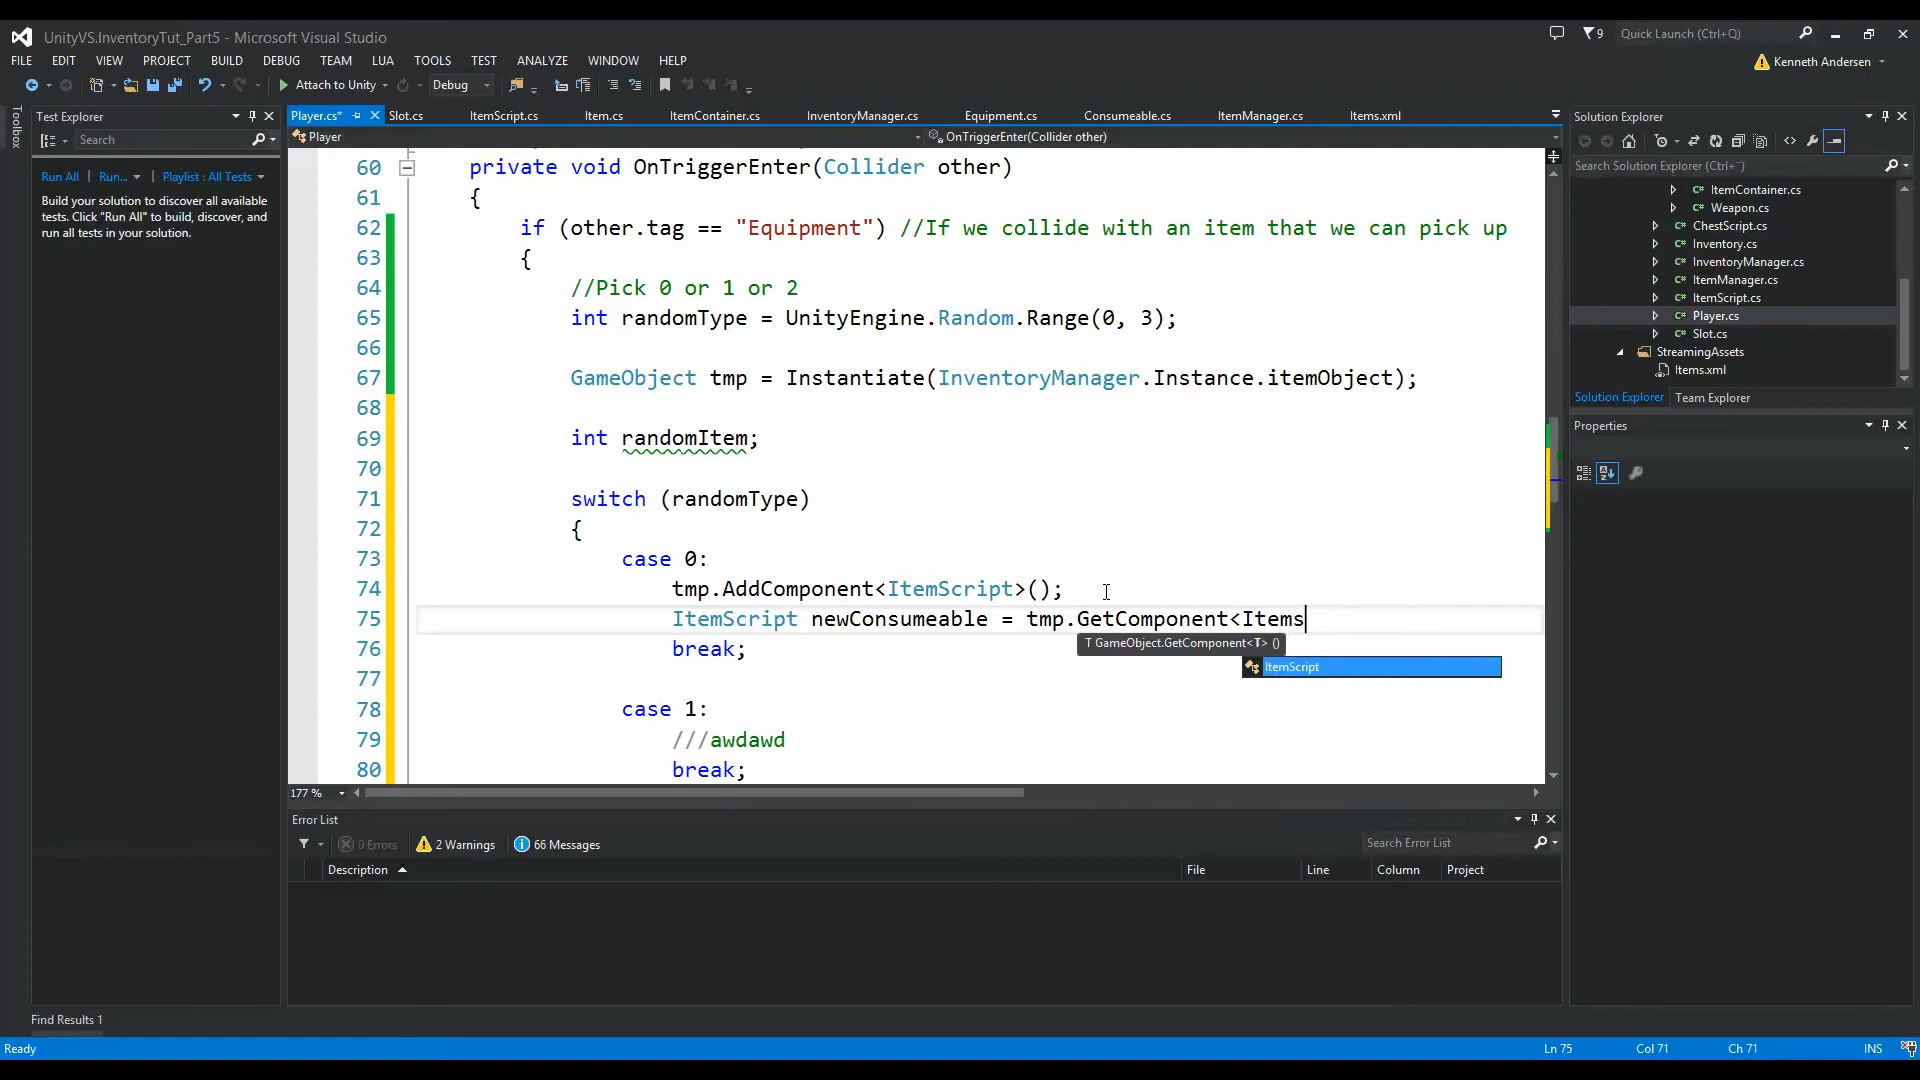 UnityVS.InventoryTut_Part5 - Microsoft Visual Studio
9
Quick Launch (Ctrl+Q)
FILE EDIT VIEW PROJECT BUILD DEBUG TEAM LUA TOOLS TEST ANALYZE WINDOW HELP
Kenneth Andersen
Attach to Unity Debug
Toolbox
Test Explorer
Search
Run All Run... Playlist : All Tests
Build your solution to discover all available
tests. Click "Run All" to build, discover, and
run all tests in your solution.
Player.cs* Slot.cs ItemScript.cs Item.cs ItemContainer.cs InventoryManager.cs Equipment.cs Consumeable.cs ItemManager.cs Items.xml
Player OnTriggerEnter(Collider other)
60 private void OnTriggerEnter(Collider other)
61 {
62 if (other.tag == "Equipment") //If we collide with an item that we can pick up
63 {
64 //Pick 0 or 1 or 2
65 int randomType = UnityEngine.Random.Range(0, 3);
66
67 GameObject tmp = Instantiate(InventoryManager.Instance.itemObject);
68
69 int randomItem;
70
71 switch (randomType)
72 {
73 case 0:
74 tmp.AddComponent<ItemScript>();
75 ItemScript newConsumeable = tmp.GetComponent<Items
T GameObject.GetComponent<T> ()
ItemScript
76 break;
77
78 case 1:
79 ///awdawd
80 break;
177 %
Error List
0 Errors 2 Warnings 66 Messages
Search Error List
Description File Line Column Project
Solution Explorer
Search Solution Explorer (Ctrl+¨)
ItemContainer.cs
Weapon.cs
ChestScript.cs
Inventory.cs
InventoryManager.cs
ItemManager.cs
ItemScript.cs
Player.cs
Slot.cs
StreamingAssets
Items.xml
Solution Explorer Team Explorer
Properties
Find Results 1
Ready Ln 75 Col 71 Ch 71 INS